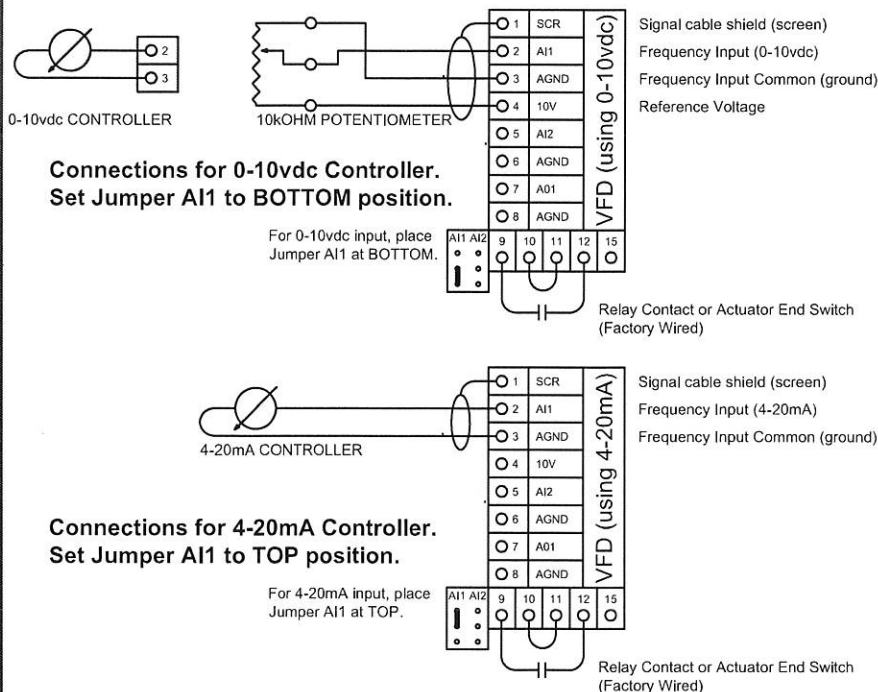 2
3
0-10vdc CONTROLLER
10kOHM POTENTIOMETER
1 SCR
2 AI1
3 AGND
4 10V
5 AI2
6 AGND
7 A01
8 AGND
VFD (using 0-10vdc)
Signal cable shield (screen)
Frequency Input (0-10vdc)
Frequency Input Common (ground)
Reference Voltage
Connections for 0-10vdc Controller.
Set Jumper AI1 to BOTTOM position.
For 0-10vdc input, place
Jumper AI1 at BOTTOM.
AI1 AI2
9 10 11 12 15
Relay Contact or Actuator End Switch
(Factory Wired)
4-20mA CONTROLLER
1 SCR
2 AI1
3 AGND
4 10V
5 AI2
6 AGND
7 A01
8 AGND
VFD (using 4-20mA)
Signal cable shield (screen)
Frequency Input (4-20mA)
Frequency Input Common (ground)
Connections for 4-20mA Controller.
Set Jumper AI1 to TOP position.
For 4-20mA input, place
Jumper AI1 at TOP.
AI1 AI2
9 10 11 12 15
Relay Contact or Actuator End Switch
(Factory Wired)